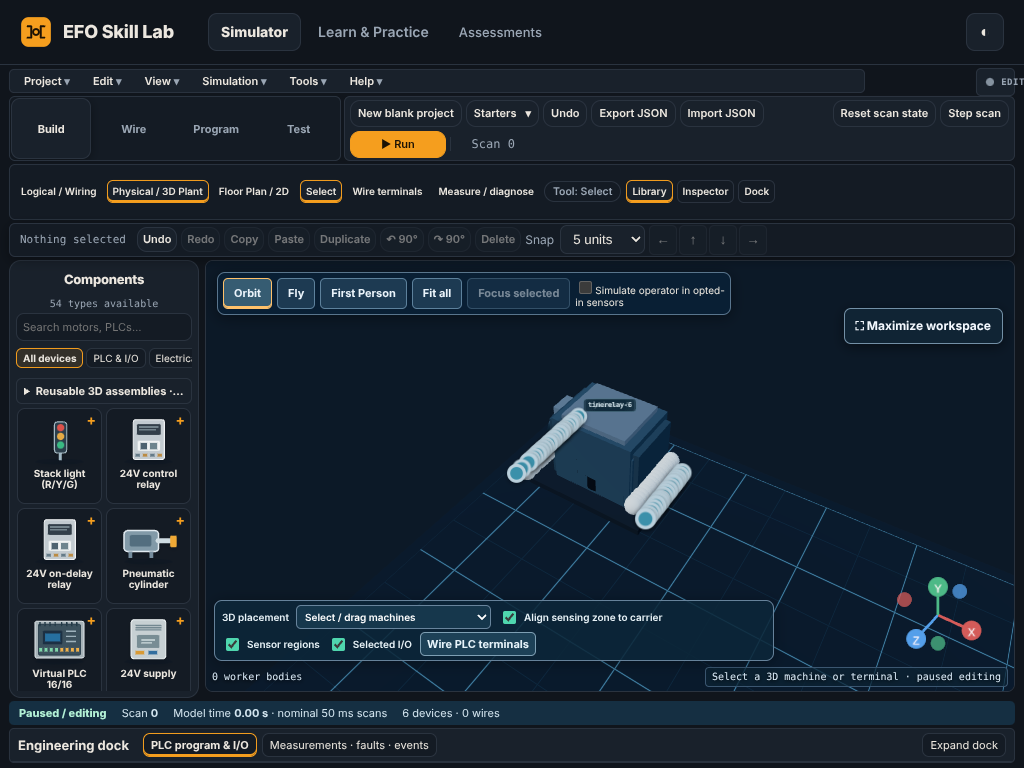 EFO Skill Lab
Simulator
Learn & Practice
Assessments
Project ▾
Edit ▾
View ▾
Simulation ▾
Tools ▾
Help ▾
EDIT
Build
Wire
Program
Test
New blank project
Starters ▾
Undo
Export JSON
Import JSON
Reset scan state
Step scan
▶ Run
Scan 0
Logical / Wiring
Physical / 3D Plant
Floor Plan / 2D
Select
Wire terminals
Measure / diagnose
Tool: Select
Library
Inspector
Dock
Nothing selected
Undo
Redo
Copy
Paste
Duplicate
↶ 90°
↷ 90°
Delete
Snap
5 units
←
↑
↓
→
Components
54 types available
Search motors, PLCs...
All devices
PLC & I/O
Electrica
▶ Reusable 3D assemblies ·...
Stack light
(R/Y/G)
24V control
relay
24V on-delay
relay
Pneumatic
cylinder
Virtual PLC
16/16
24V supply
Orbit
Fly
First Person
Fit all
Focus selected
Simulate operator in opted-
in sensors
Maximize workspace
timerelay-6
Y
X
Z
3D placement
Select / drag machines
Align sensing zone to carrier
Sensor regions
Selected I/O
Wire PLC terminals
0 worker bodies
Select a 3D machine or terminal · paused editing
Paused / editing
Scan 0
Model time 0.00 s · nominal 50 ms scans
6 devices · 0 wires
Engineering dock
PLC program & I/O
Measurements · faults · events
Expand dock